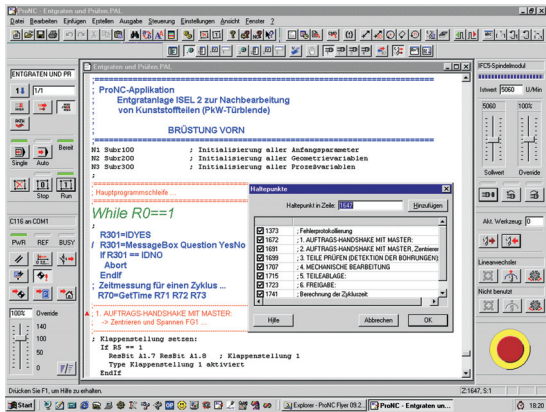 ProNC - Entgraten und Prüfen.PAL
Datei Bearbeiten Einfügen Erstellen Ausgabe Steuerung Einstellungen Ansicht Fenster ?
Entgraten und Prüfen.PAL
ENTGRATEN UND PR
1/1
Single Auto Bereit
Stop Run
C116 an COM1
PWR REF BUSY
100% Override
140
100
50
0
ProNC-Applikation
Entgratanlage ISEL 2 zur Nachbearbeitung
von Kunststoffteilen (PkW-Türblende)
BRÜSTUNG VORN
N1 Subr100 ; Initialisierung aller Anfangsparameter
N2 Subr200 ; Initialisierung aller Geometrievariablen
N3 Subr300 ; Initialisierung aller Prozeßvariablen
; Hauptprogrammschleife ...
While R0==1
R301=IDYES
/ R301=MessageBox Question YesNo
If R301 == IDNO
Abort
Endif
; Zeitmessung für einen Zyklus ...
R70=GetTime R71 R72 R73
; 1. AUFTRAGS-HANDSHAKE MIT MASTER:
-> Zentrieren und Spannen FG1 ...
; Klappenstellung setzen:
If R5 == 1
ResBit A1.7 ResBit A1.8 ; Klappenstellung 1
Type Klappenstellung 1 aktiviert
EndIf
Haltepunkte
Haltepunkt in Zeile: 1647 Hinzufügen
1373 ; Fehlerprotokollierung
1672 ; 1. AUFTRAGS-HANDSHAKE MIT MASTER:
1691 ; 2. AUFTRAGS-HANDSHAKE MIT MASTER, Zentrieren
1699 ; 3. TEILE PRÜFEN (DETEKTION DER BOHRUNGEN):
1707 ; 4. MECHANISCHE BEARBEITUNG
1715 ; 5. TEILEABLAGE:
1723 ; 6. FREIGABE:
1741 ; Berechnung der Zykluszeit:
Hilfe Abbrechen OK
IFC5-Spindelmodul
Istwert 5060 U/Min
5060 100%
Sollwert Override
Akt. Werkzeug: 0
Linearwechsler
Nicht benutzt
Drücken Sie F1, um Hilfe zu erhalten. Z:1647, S:1
Start Explorer - ProNC Flyer 09.2... ProNC - Entgraten un... 18:20